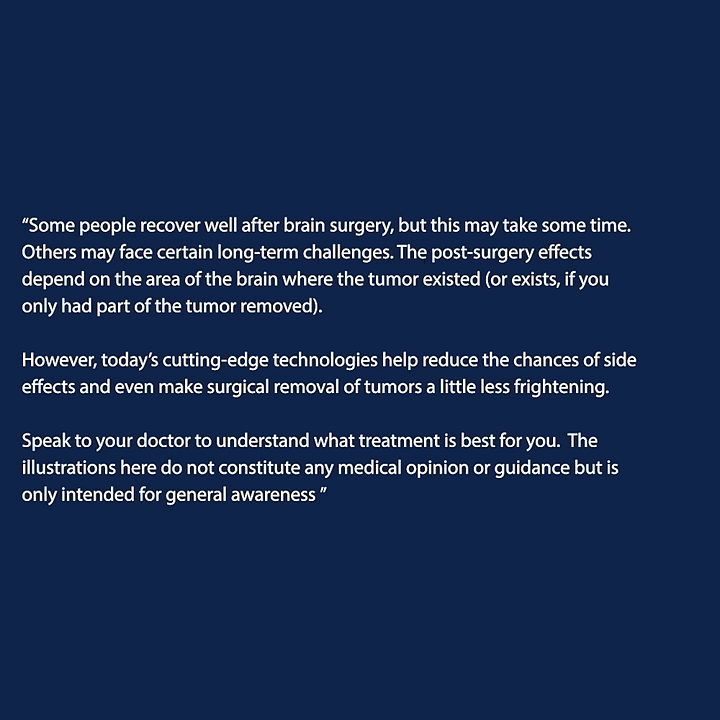 “Some people recover well after brain surgery, but this may take some time.
Others may face certain long-term challenges. The post-surgery effects
depend on the area of the brain where the tumor existed (or exists, if you
only had part of the tumor removed).
However, today’s cutting-edge technologies help reduce the chances of side
effects and even make surgical removal of tumors a little less frightening.
Speak to your doctor to understand what treatment is best for you.  The
illustrations here do not constitute any medical opinion or guidance but is
only intended for general awareness ”